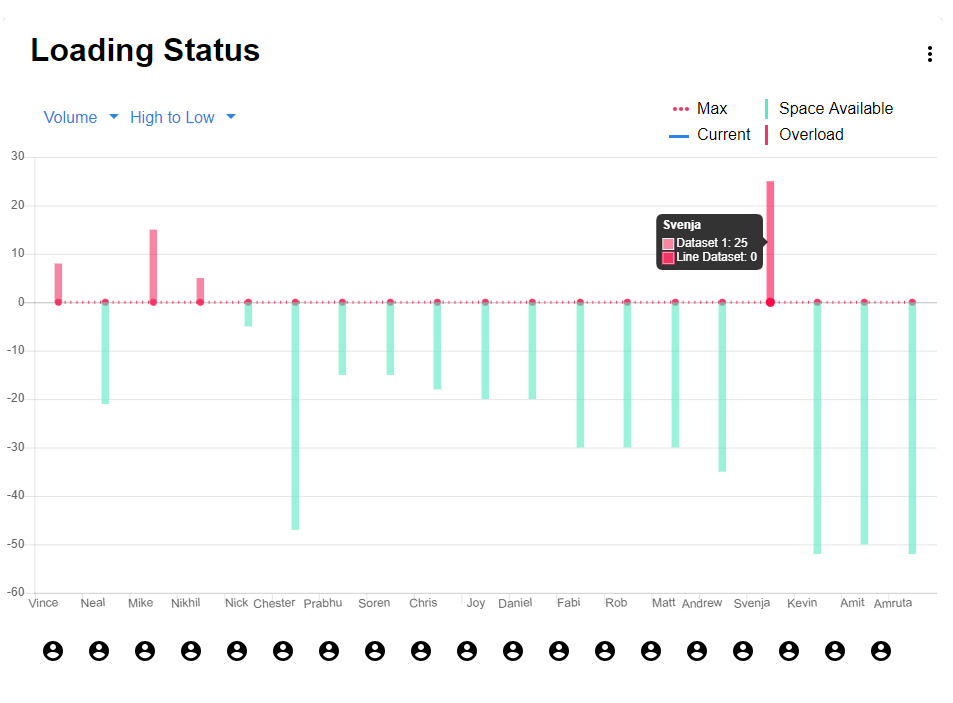 Loading Status
Volume High to Low
Max Space Available
Current Overload
30
20
10
0
-10
-20
-30
-40
-50
-60
Svenja
Dataset 1: 25
Line Dataset: 0
Vince Neal Mike Nikhil Nick Chester Prabhu Soren Chris Joy Daniel Fabi Rob Matt Andrew Svenja Kevin Amit Amruta